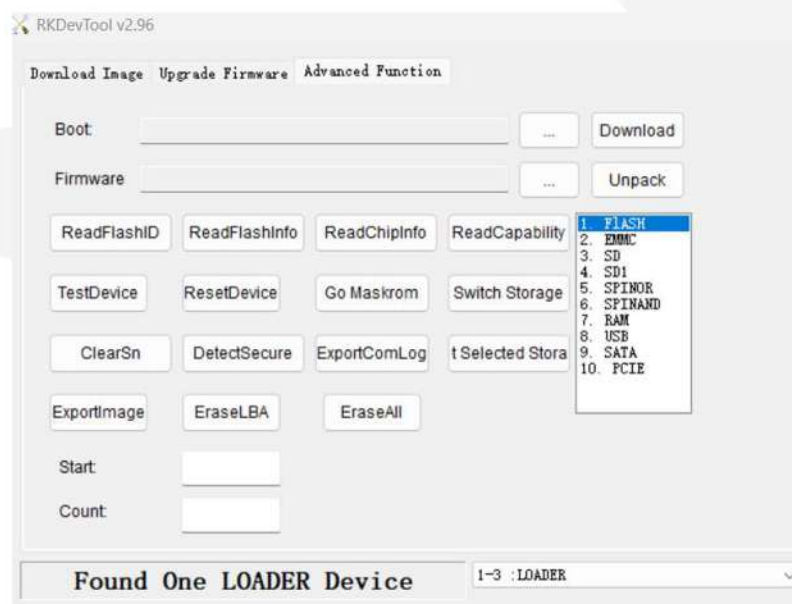 RKDevTool v2.96
Download Image Upgrade Firmware Advanced Function
Boot: ... Download
Firmware ... Unpack
ReadFlashID ReadFlashInfo ReadChipInfo ReadCapability
1. FlASH
2. EMMC
3. SD
4. SD1
5. SPINOR
6. SPINAND
7. RAM
8. USB
9. SATA
10. PCIE
TestDevice ResetDevice Go Maskrom Switch Storage
ClearSn DetectSecure ExportComLog t Selected Stora
ExportImage EraseLBA EraseAll
Start:
Count:
Found One LOADER Device 1-3 :LOADER